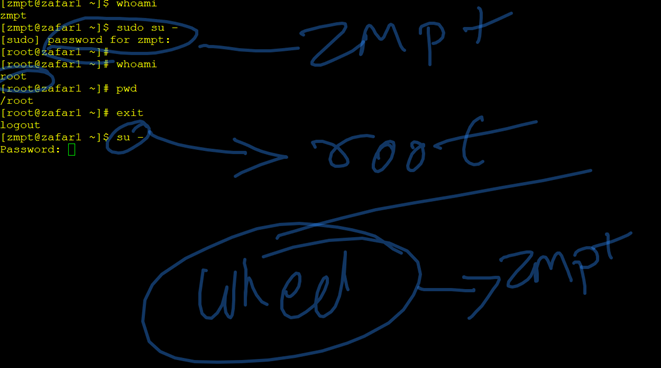 [zmpt@zafar1 ~]$ whoami
zmpt
[zmpt@zafar1 ~]$ sudo su -
[sudo] password for zmpt:
[root@zafar1 ~]#
[root@zafar1 ~]# whoami
root
[root@zafar1 ~]# pwd
/root
[root@zafar1 ~]# exit
logout
[zmpt@zafar1 ~]$ su -
Password:
zmpt
root
wheel
zmpt